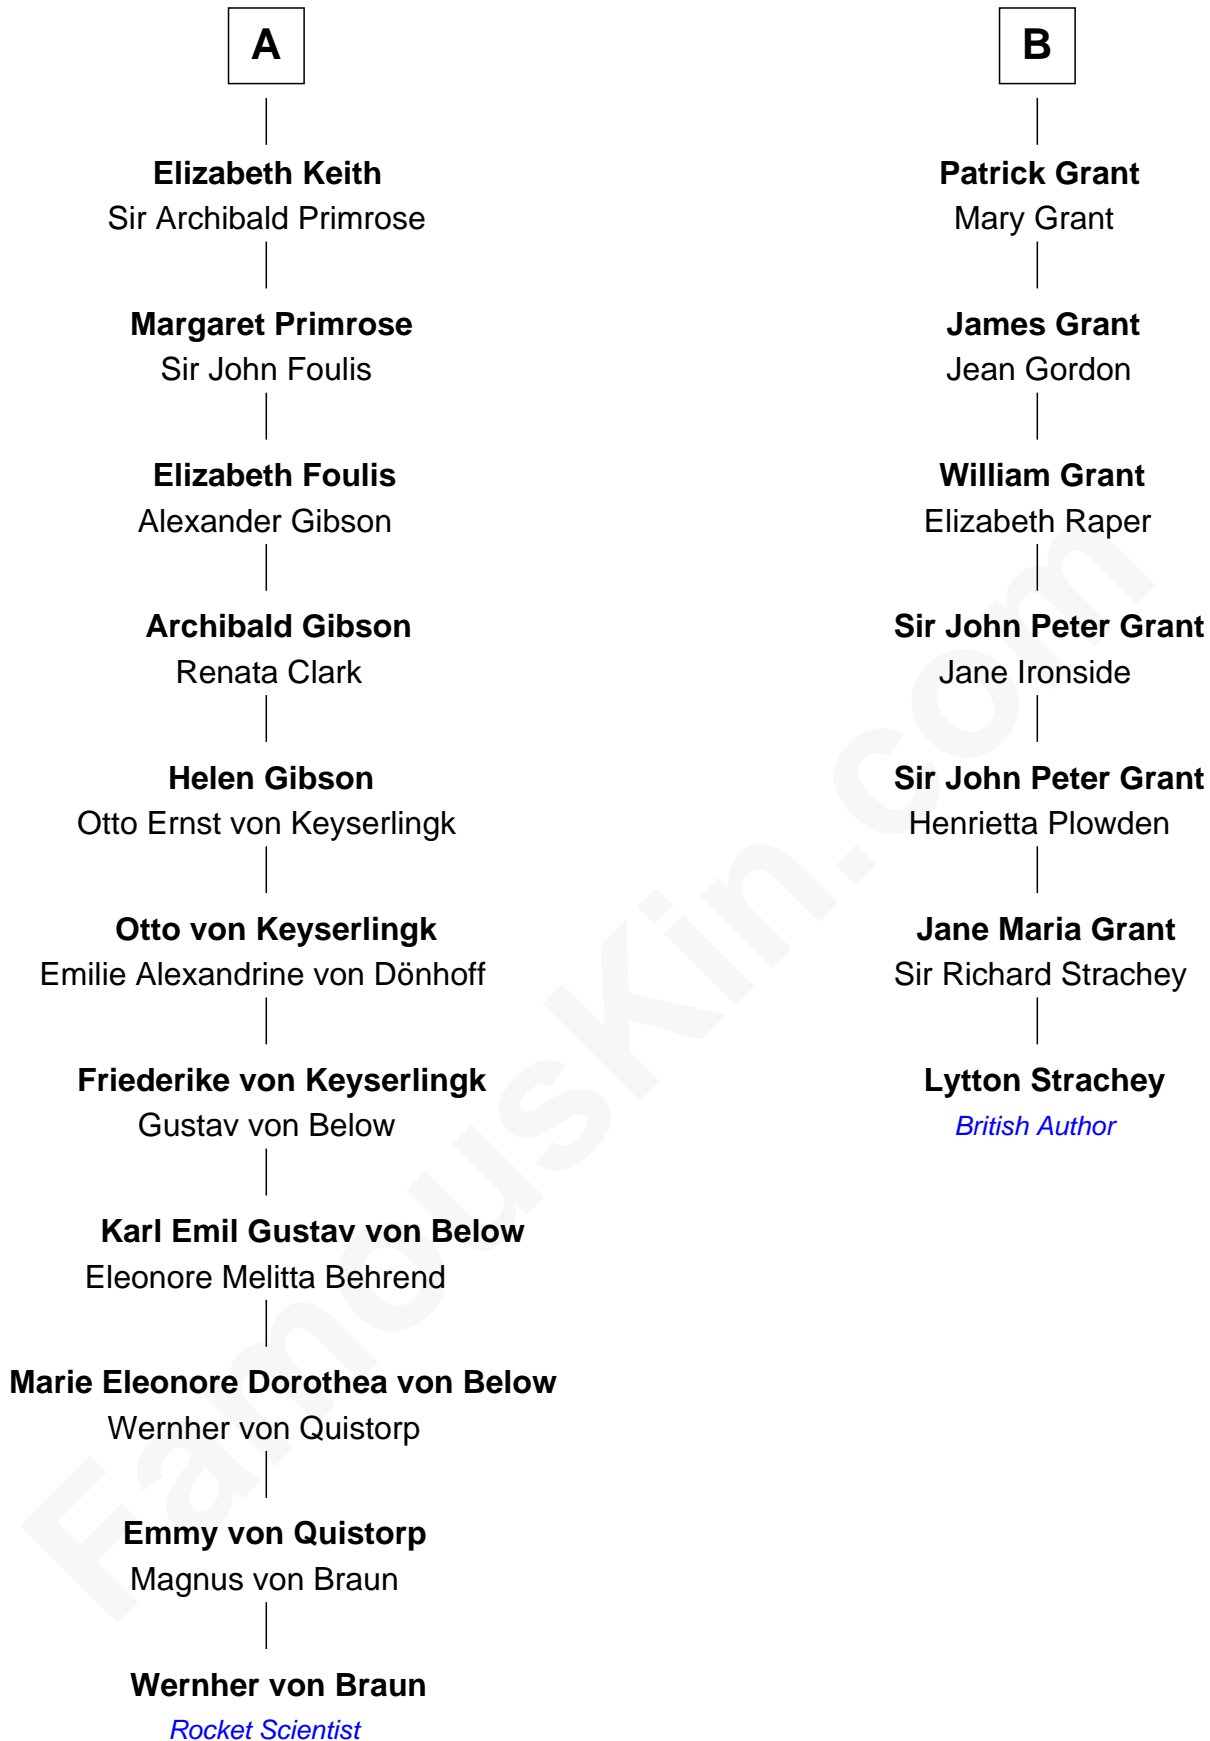 A
Elizabeth Keith
Sir Archibald Primrose
Margaret Primrose
Sir John Foulis
Elizabeth Foulis
Alexander Gibson
Archibald Gibson
Renata Clark
Helen Gibson
Otto Ernst von Keyserlingk
Otto von Keyserlingk
Emilie Alexandrine von Dönhoff
Friederike von Keyserlingk
Gustav von Below
Karl Emil Gustav von Below
Eleonore Melitta Behrend
Marie Eleonore Dorothea von Below
Wernher von Quistorp
Emmy von Quistorp
Magnus von Braun
Wernher von Braun
Rocket Scientist
B
Patrick Grant
Mary Grant
James Grant
Jean Gordon
William Grant
Elizabeth Raper
Sir John Peter Grant
Jane Ironside
Sir John Peter Grant
Henrietta Plowden
Jane Maria Grant
Sir Richard Strachey
Lytton Strachey
British Author
FamousKin.com